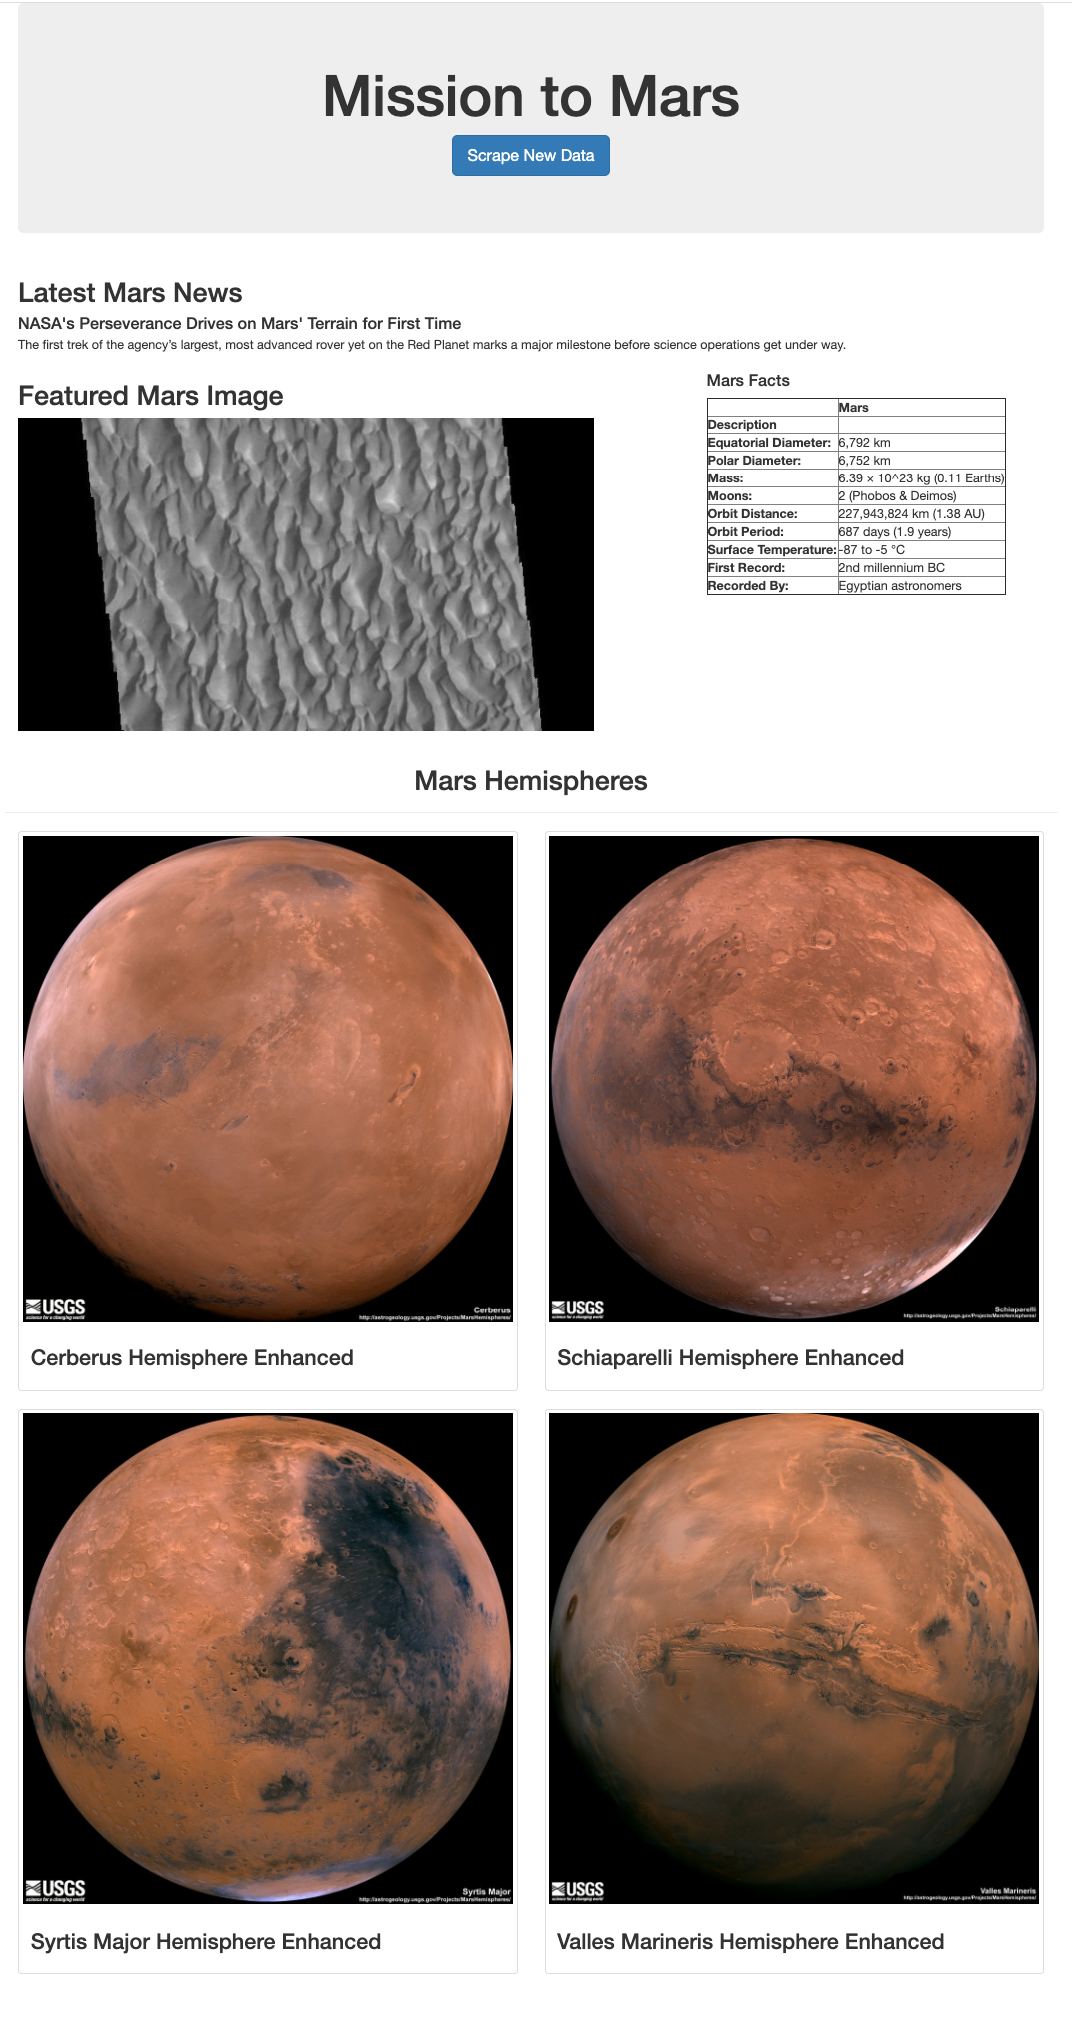 Mission to Mars
Scrape New Data
Latest Mars News
NASA's Perseverance Drives on Mars' Terrain for First Time
The first trek of the agency’s largest, most advanced rover yet on the Red Planet marks a major milestone before science operations get under way.
Featured Mars Image
Mars Facts
Mars
Description
Equatorial Diameter: 6,792 km
Polar Diameter: 6,752 km
Mass: 6.39 × 10^23 kg (0.11 Earths)
Moons: 2 (Phobos & Deimos)
Orbit Distance: 227,943,824 km (1.38 AU)
Orbit Period: 687 days (1.9 years)
Surface Temperature: -87 to -5 °C
First Record: 2nd millennium BC
Recorded By: Egyptian astronomers
Mars Hemispheres
USGS
science for a changing world
Cerberus
http://astrogeology.usgs.gov/Projects/MarsHemispheres/
Cerberus Hemisphere Enhanced
USGS
science for a changing world
Schiaparelli
http://astrogeology.usgs.gov/Projects/MarsHemispheres/
Schiaparelli Hemisphere Enhanced
USGS
science for a changing world
Syrtis Major
http://astrogeology.usgs.gov/Projects/MarsHemispheres/
Syrtis Major Hemisphere Enhanced
USGS
science for a changing world
Valles Marineris
http://astrogeology.usgs.gov/Projects/MarsHemispheres/
Valles Marineris Hemisphere Enhanced